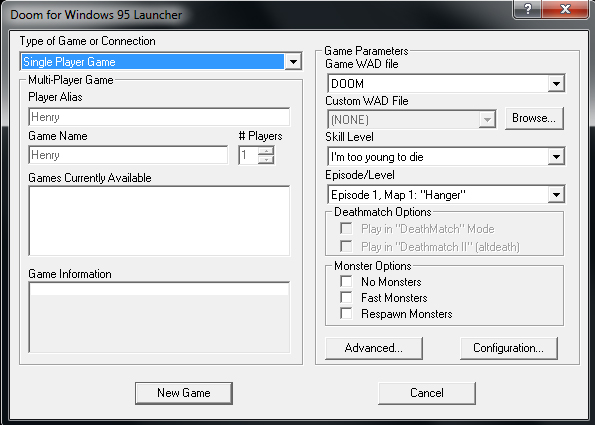 Doom for Windows 95 Launcher
?
X
Type of Game or Connection
Single Player Game
Multi-Player Game
Player Alias
Henry
Game Name
# Players
Henry
1
Games Currently Available
Game Information
Game Parameters
Game WAD file
DOOM
Custom WAD File
(NONE)
Browse...
Skill Level
I'm too young to die
Episode/Level
Episode 1, Map 1: "Hanger"
Deathmatch Options
Play in "DeathMatch" Mode
Play in "Deathmatch II" (altdeath)
Monster Options
No Monsters
Fast Monsters
Respawn Monsters
Advanced...
Configuration...
New Game
Cancel